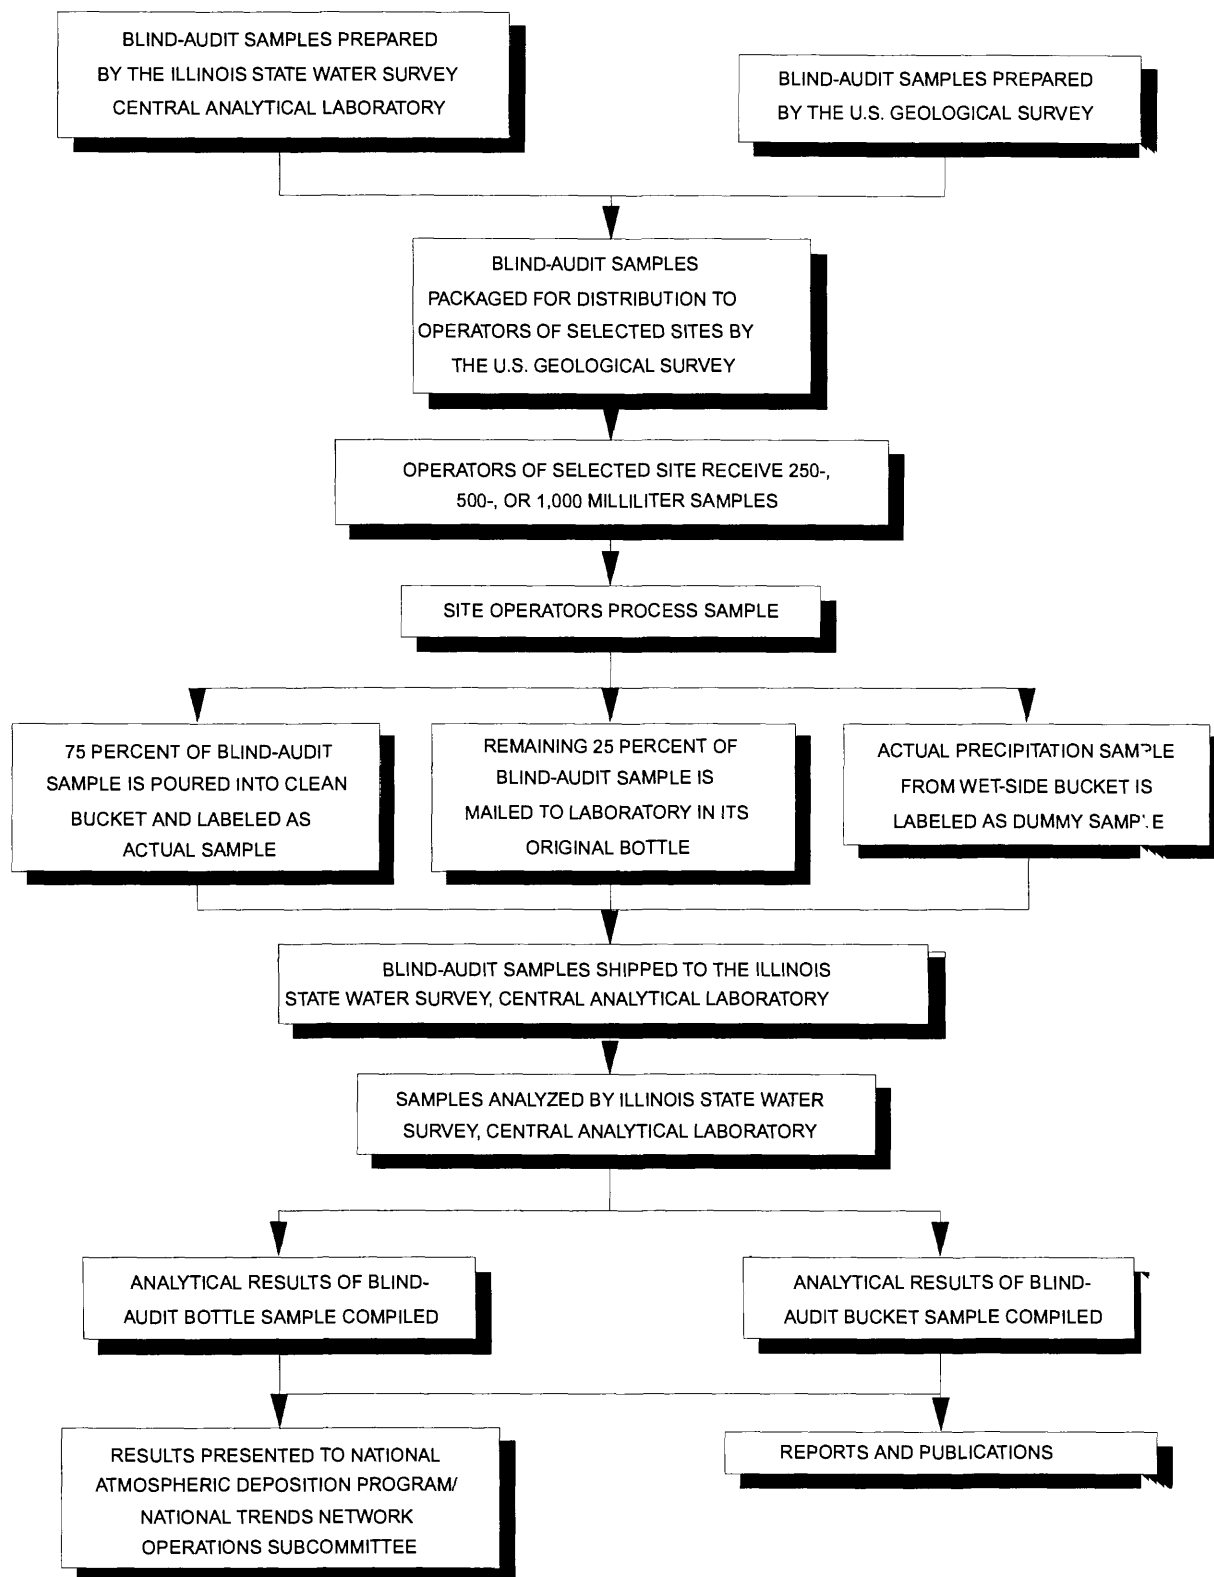 BLIND-AUDIT SAMPLES PREPARED
BY THE ILLINOIS STATE WATER SURVEY
CENTRAL ANALYTICAL LABORATORY
BLIND-AUDIT SAMPLES PREPARED
BY THE U.S. GEOLOGICAL SURVEY
BLIND-AUDIT SAMPLES
PACKAGED FOR DISTRIBUTION TO
OPERATORS OF SELECTED SITES BY
THE U.S. GEOLOGICAL SURVEY
OPERATORS OF SELECTED SITE RECEIVE 250-,
500-, OR 1,000 MILLILITER SAMPLES
SITE OPERATORS PROCESS SAMPLE
75 PERCENT OF BLIND-AUDIT
SAMPLE IS POURED INTO CLEAN
BUCKET AND LABELED AS
ACTUAL SAMPLE
REMAINING 25 PERCENT OF
BLIND-AUDIT SAMPLE IS
MAILED TO LABORATORY IN ITS
ORIGINAL BOTTLE
ACTUAL PRECIPITATION SAMPLE
FROM WET-SIDE BUCKET IS
LABELED AS DUMMY SAMPLE
BLIND-AUDIT SAMPLES SHIPPED TO THE ILLINOIS
STATE WATER SURVEY, CENTRAL ANALYTICAL LABORATORY
SAMPLES ANALYZED BY ILLINOIS STATE WATER
SURVEY, CENTRAL ANALYTICAL LABORATORY
ANALYTICAL RESULTS OF BLIND-
AUDIT BOTTLE SAMPLE COMPILED
ANALYTICAL RESULTS OF BLIND-
AUDIT BUCKET SAMPLE COMPILED
RESULTS PRESENTED TO NATIONAL
ATMOSPHERIC DEPOSITION PROGRAM/
NATIONAL TRENDS NETWORK
OPERATIONS SUBCOMMITTEE
REPORTS AND PUBLICATIONS